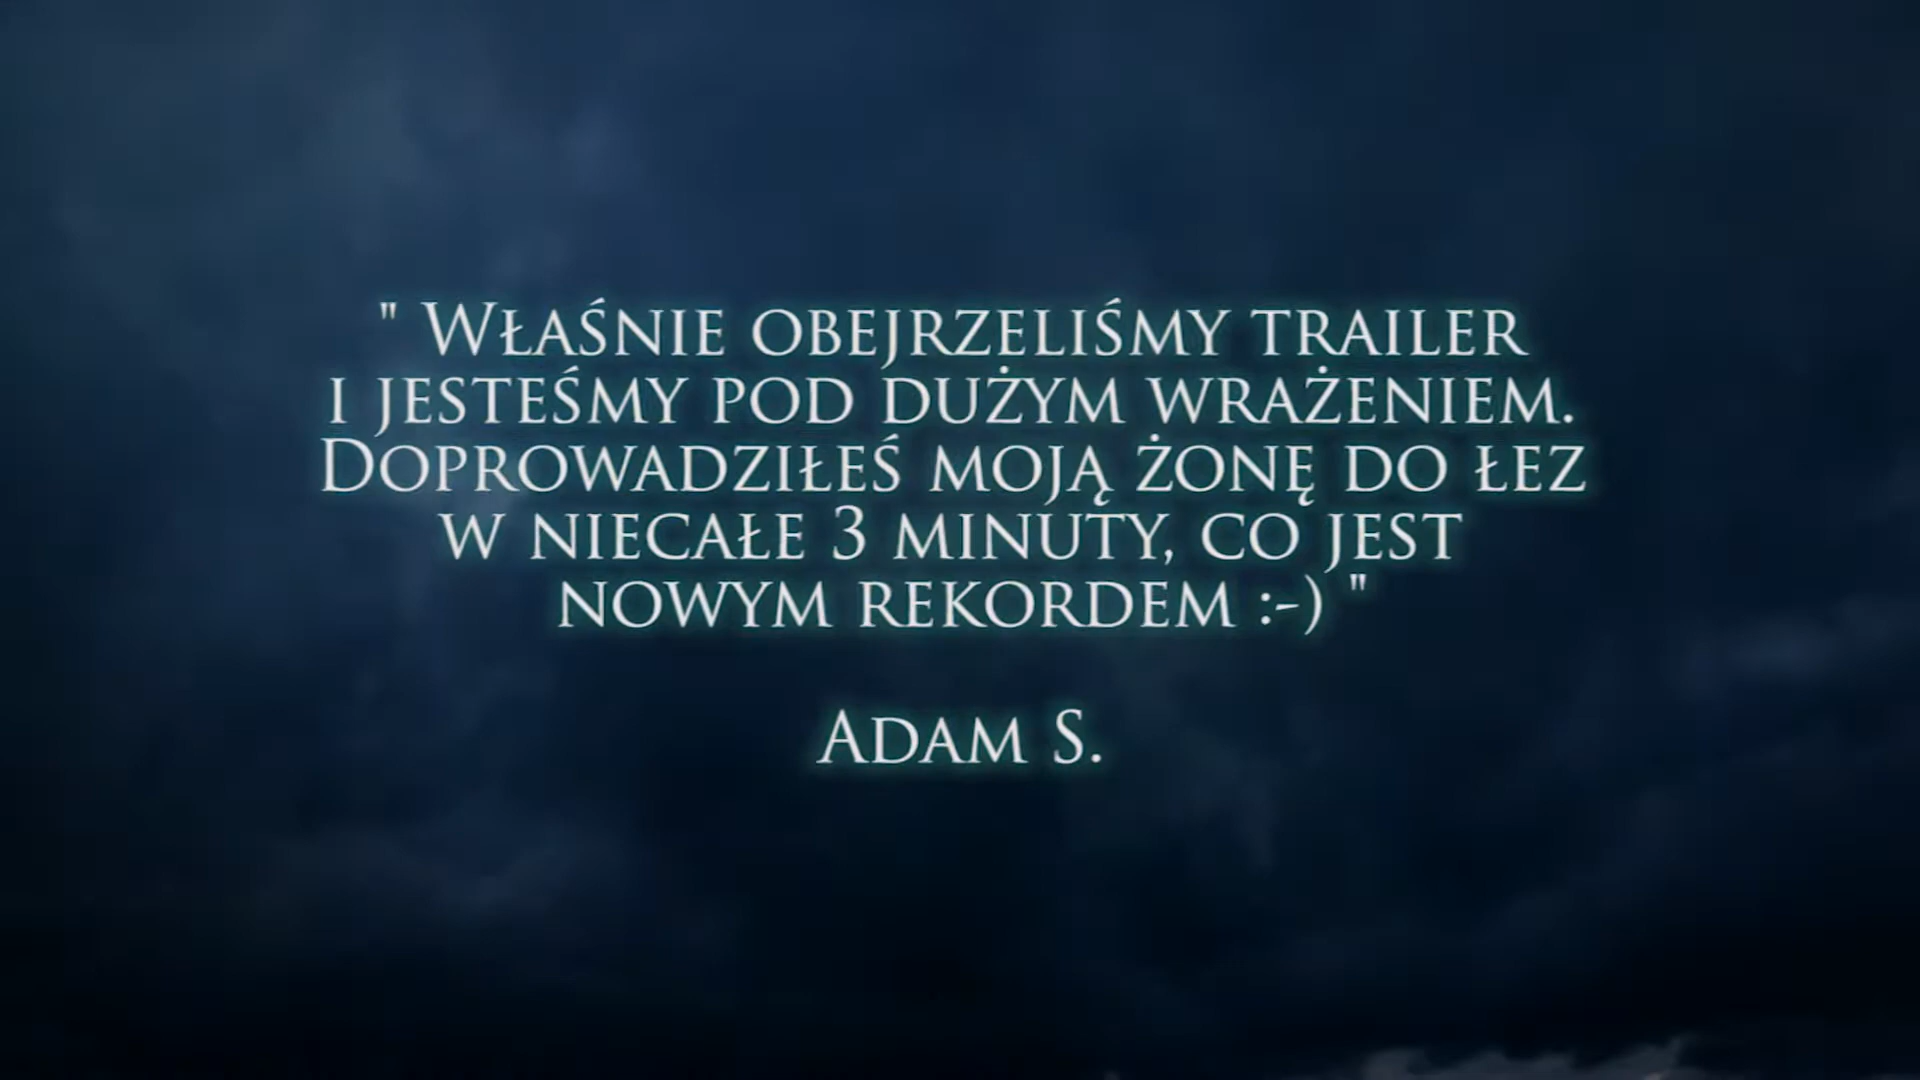 " Właśnie obejrzeliśmy trailer
i jesteśmy pod dużym wrażeniem.
Doprowadziłeś moją żonę do łez
w niecałe 3 minuty, co jest
nowym rekordem :-) "
Adam S.